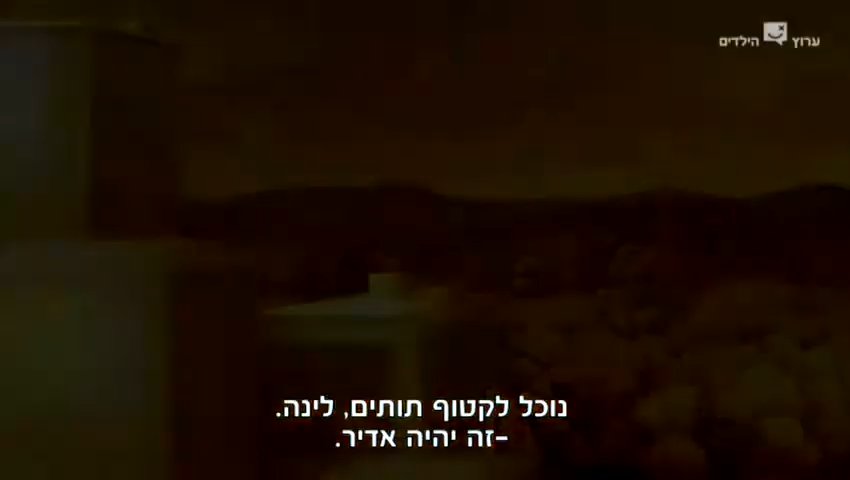 ערוץ הילדים
נוכל לקטוף תותים, לינה.
-זה יהיה אדיר.